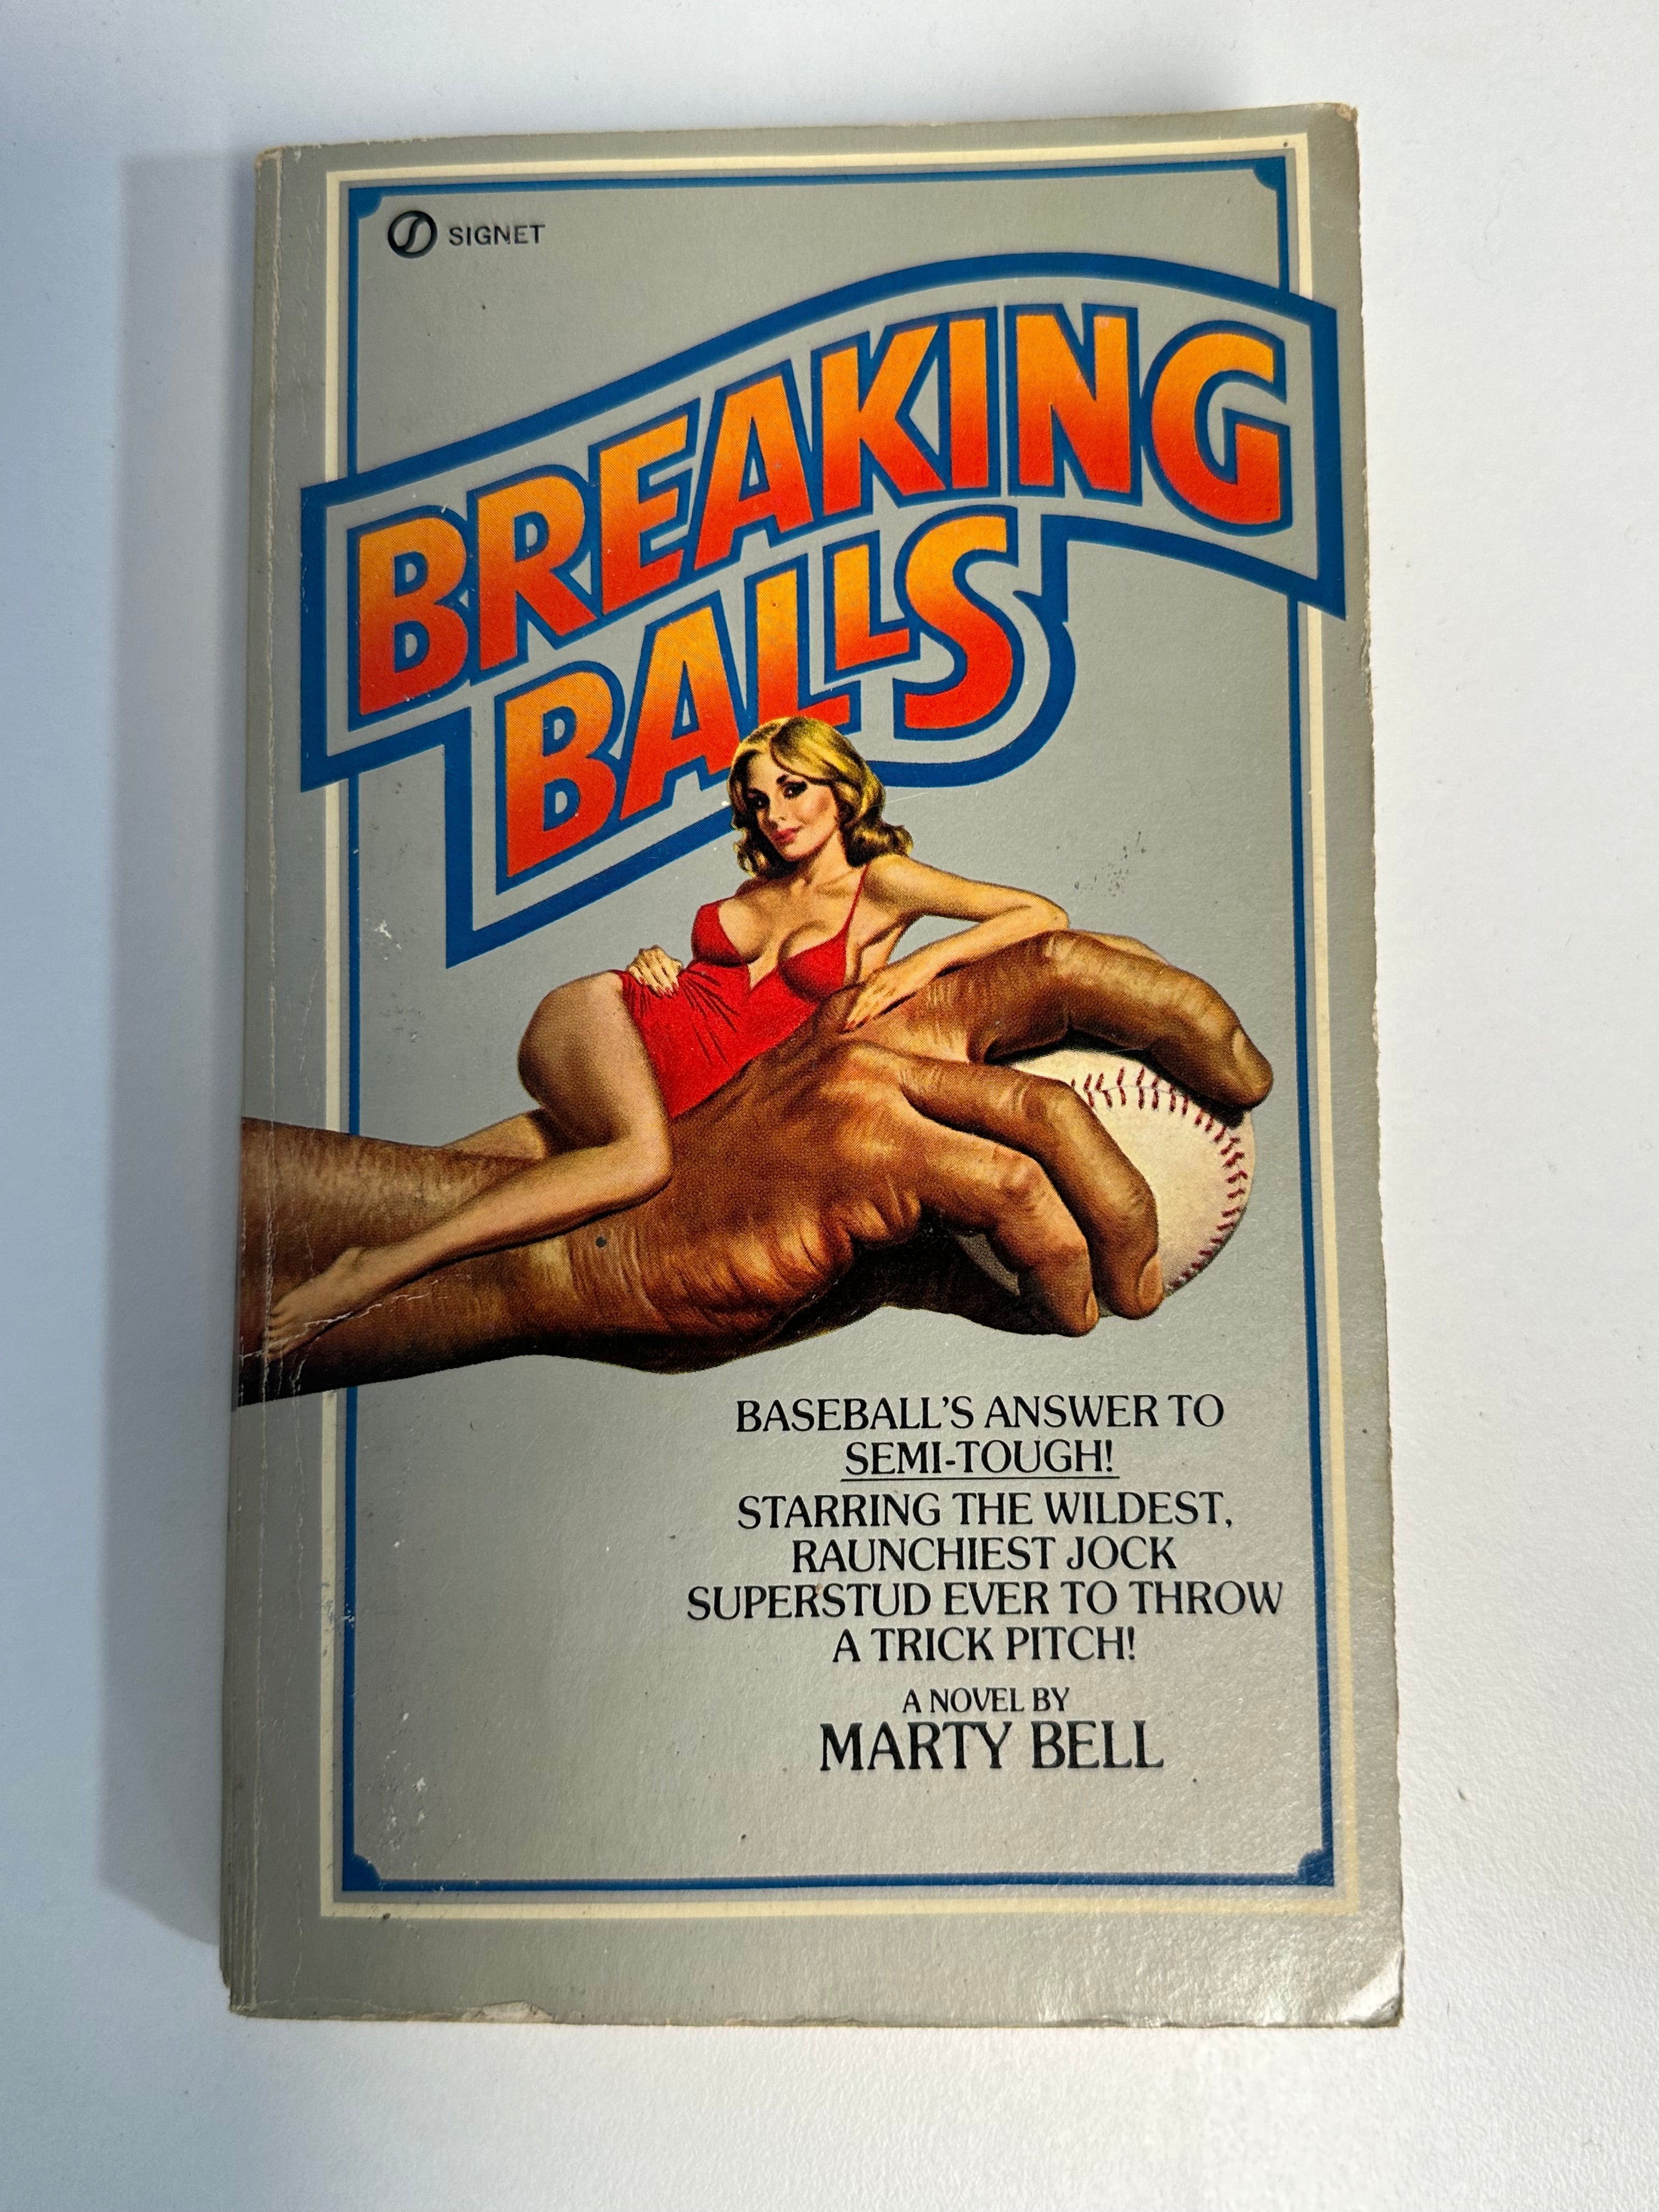 SIGNET
BREAKING
BALLS
BASEBALL'S ANSWER TO
SEMI-TOUGH!
STARRING THE WILDEST,
RAUNCHIEST JOCK
SUPERSTUD EVER TO THROW
A TRICK PITCH!
A NOVEL BY
MARTY BELL